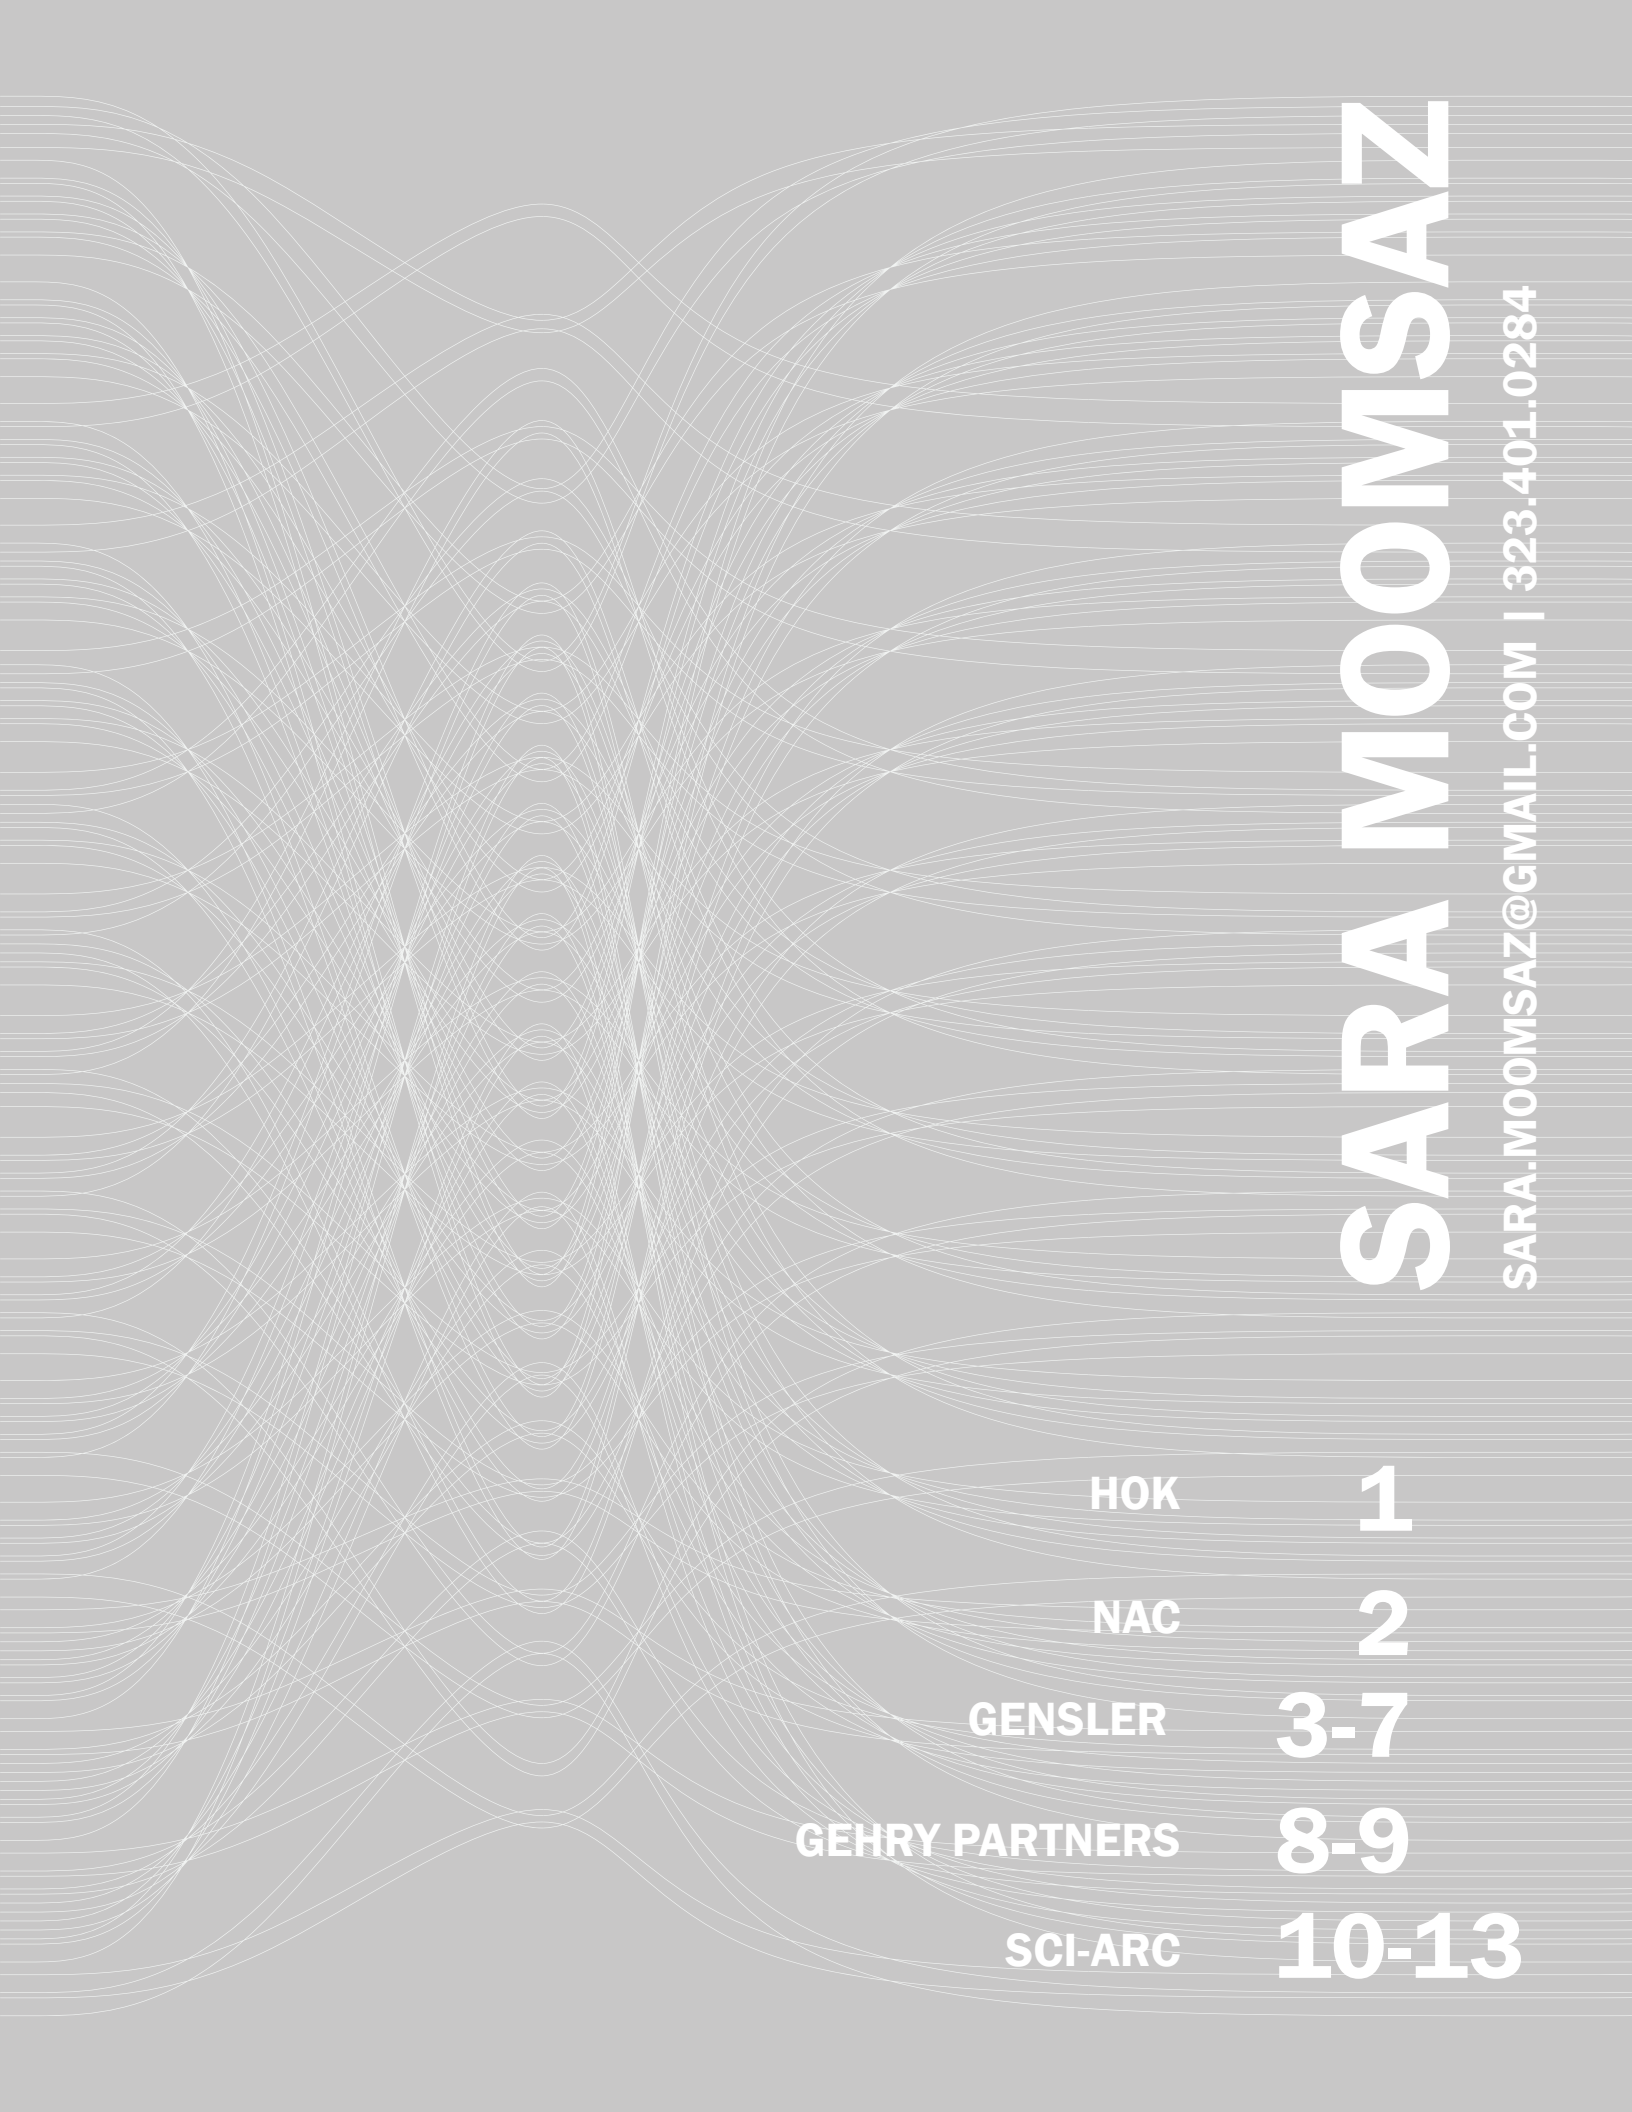 SARA MOOMSAZ
SARA.MOOMSAZ@GMAIL.COM | 323.401.0284
HOK 1
NAC 2
GENSLER 3-7
GEHRY PARTNERS 8-9
SCI-ARC 10-13